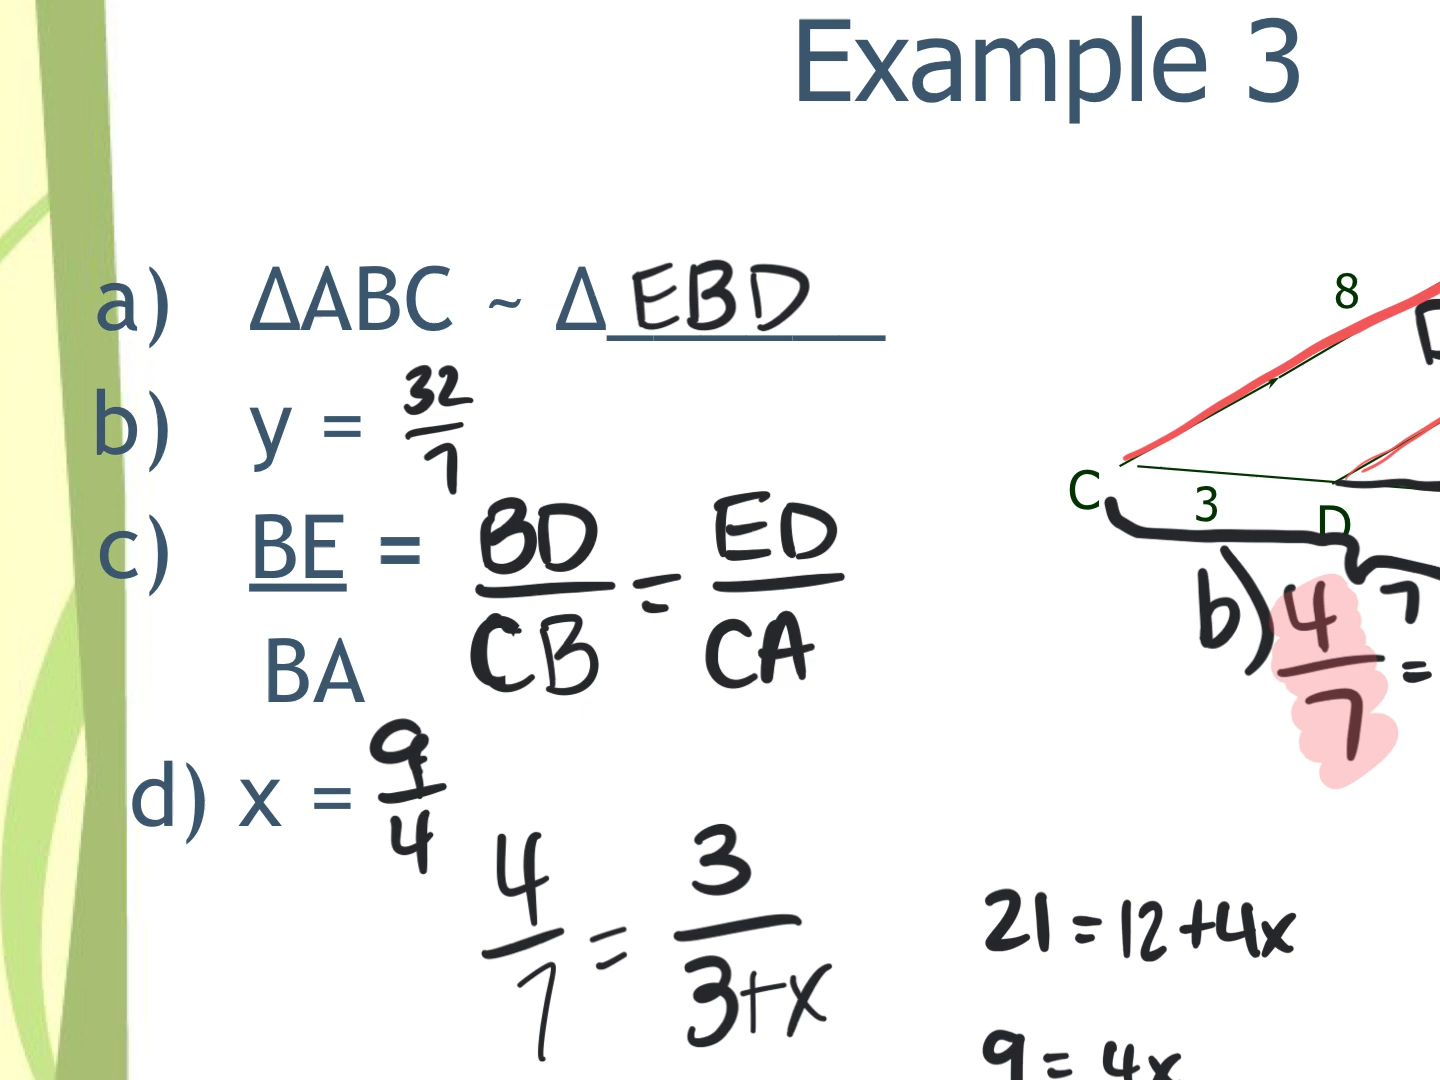 Example 3
a) ΔABC ~ Δ EBD
b) y = 32/7
c) BE/BA = BD/CB = ED/CA
d) x = 9/4
4/7 = 3/(3+x)
21 = 12 + 4x
9 = 4x
8
C
3
D
b) 4/7 = 7